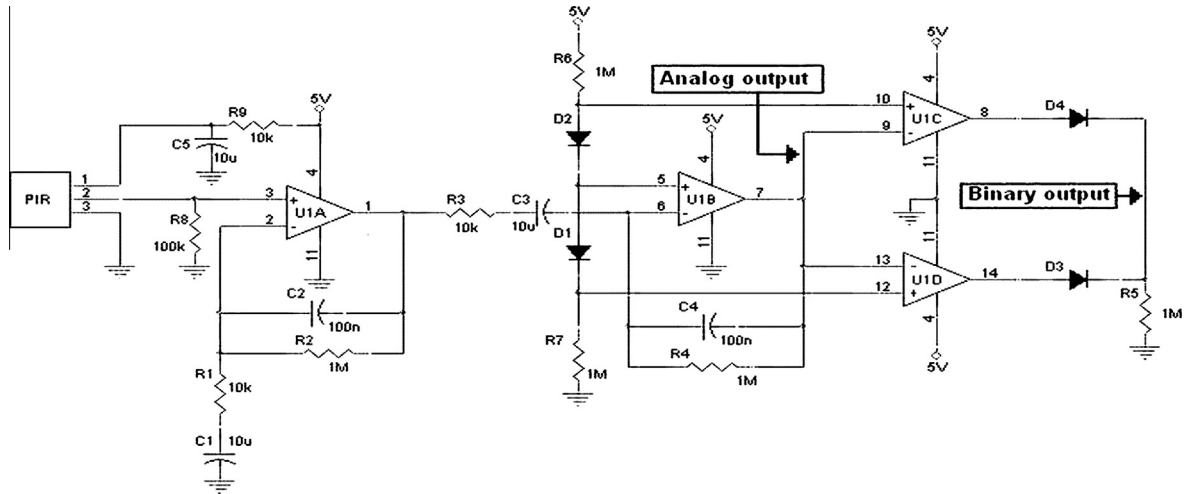 5V
R6
1M
Analog output
5V
4
10
+
U1C
8
D4
9
-
11
R9
10k
5V
C5
10u
D2
5V
4
PIR
1
2
3
4
3
+
U1A
1
2
-
11
R8
100k
R3
10k
C3
10u
5
+
U1B
7
6
-
11
Binary output
D1
11
13
-
U1D
14
D3
12
+
4
5V
R5
1M
C2
100n
R2
1M
C4
100n
R4
1M
R7
1M
R1
10k
C1
10u